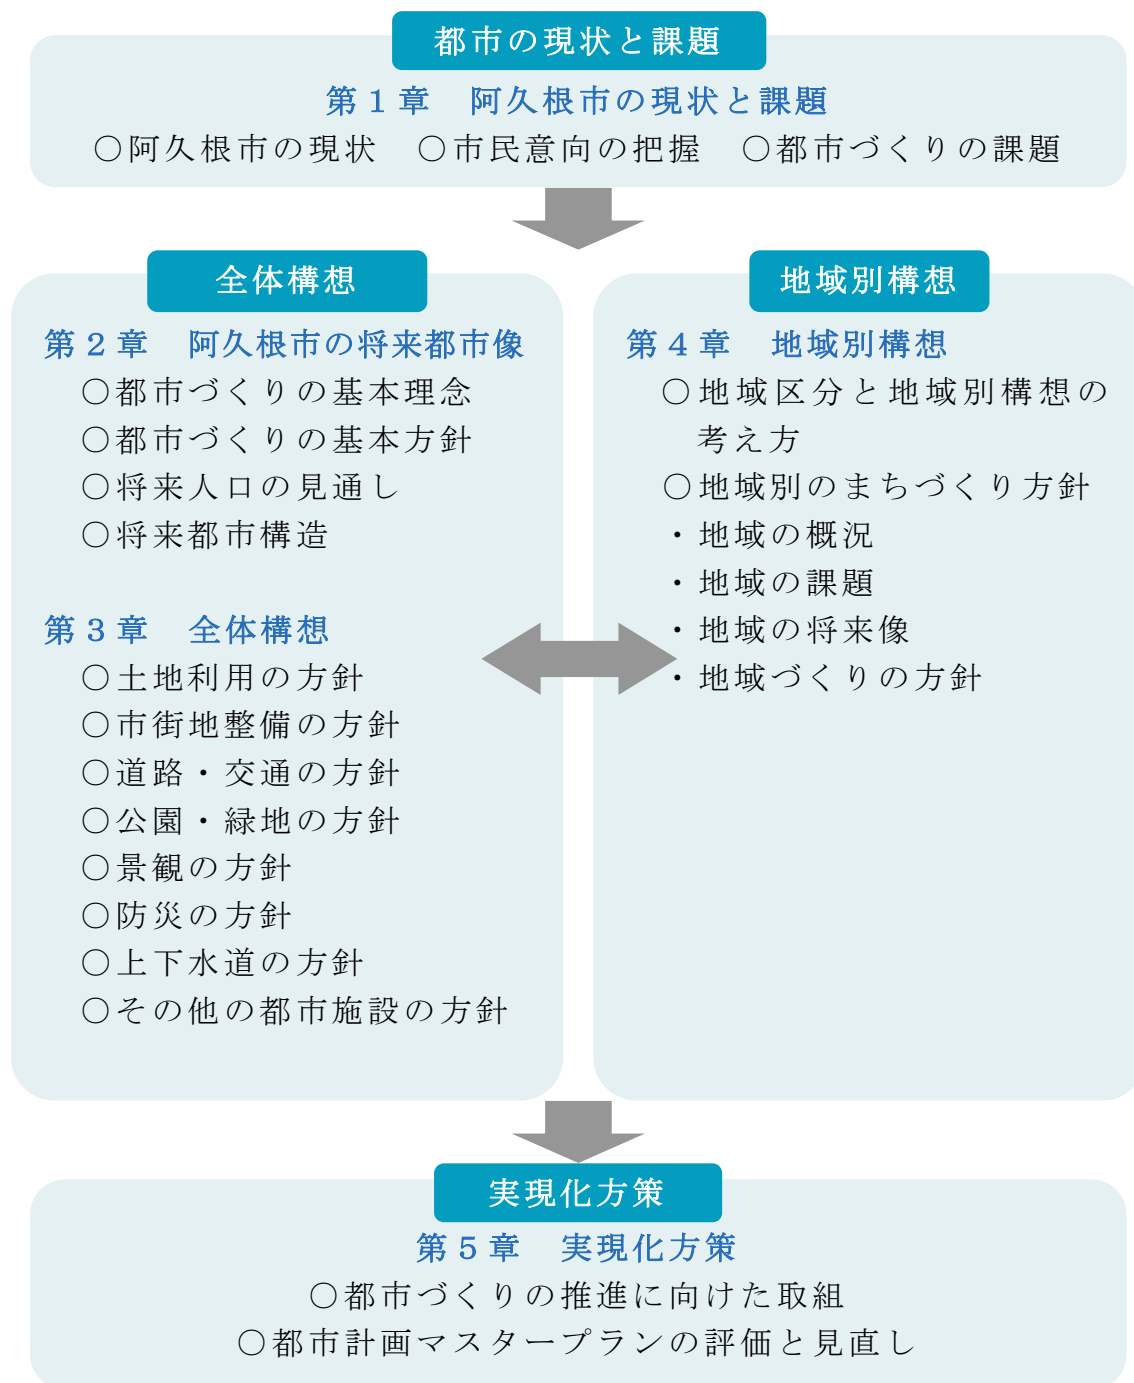 都市の現状と課題
第１章　阿久根市の現状と課題
○阿久根市の現状　○市民意向の把握　○都市づくりの課題
全体構想
第２章　阿久根市の将来都市像
○都市づくりの基本理念
○都市づくりの基本方針
○将来人口の見通し
○将来都市構造
第３章　全体構想
○土地利用の方針
○市街地整備の方針
○道路・交通の方針
○公園・緑地の方針
○景観の方針
○防災の方針
○上下水道の方針
○その他の都市施設の方針
地域別構想
第４章　地域別構想
○地域区分と地域別構想の
考え方
○地域別のまちづくり方針
・地域の概況
・地域の課題
・地域の将来像
・地域づくりの方針
実現化方策
第５章　実現化方策
○都市づくりの推進に向けた取組
○都市計画マスタープランの評価と見直し